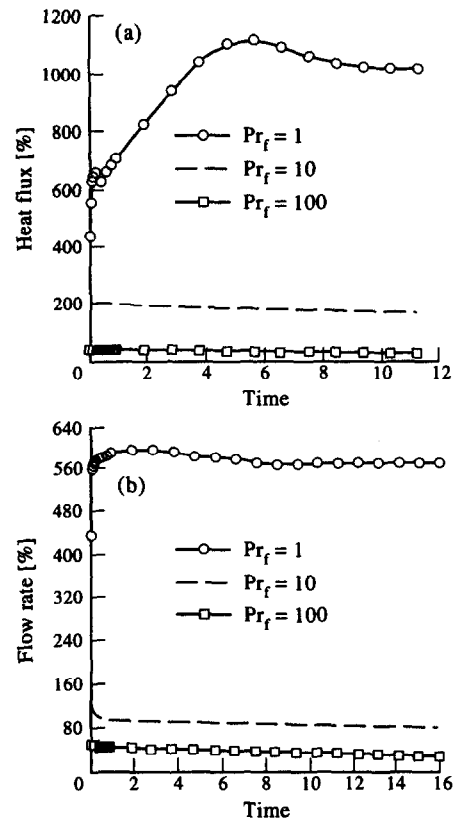 1200
(a)
1000
800
600
400
200
0
Heat flux [%]
Pr_f = 1
Pr_f = 10
Pr_f = 100
0 2 4 6 8 10 12
Time
640
560
480
400
320
240
160
80
(b)
Flow rate [%]
Pr_f = 1
Pr_f = 10
Pr_f = 100
0 2 4 6 8 10 12 14 16
Time